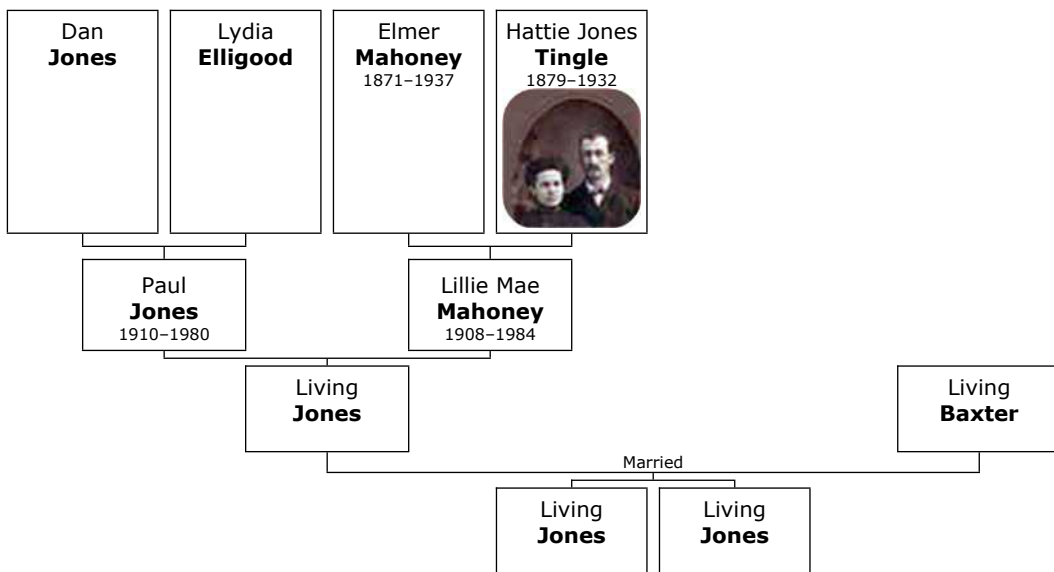 Dan
Jones
Lydia
Elligood
Elmer
Mahoney
1871–1937
Hattie Jones
Tingle
1879–1932
Paul
Jones
1910–1980
Lillie Mae
Mahoney
1908–1984
Living
Jones
Living
Baxter
Married
Living
Jones
Living
Jones